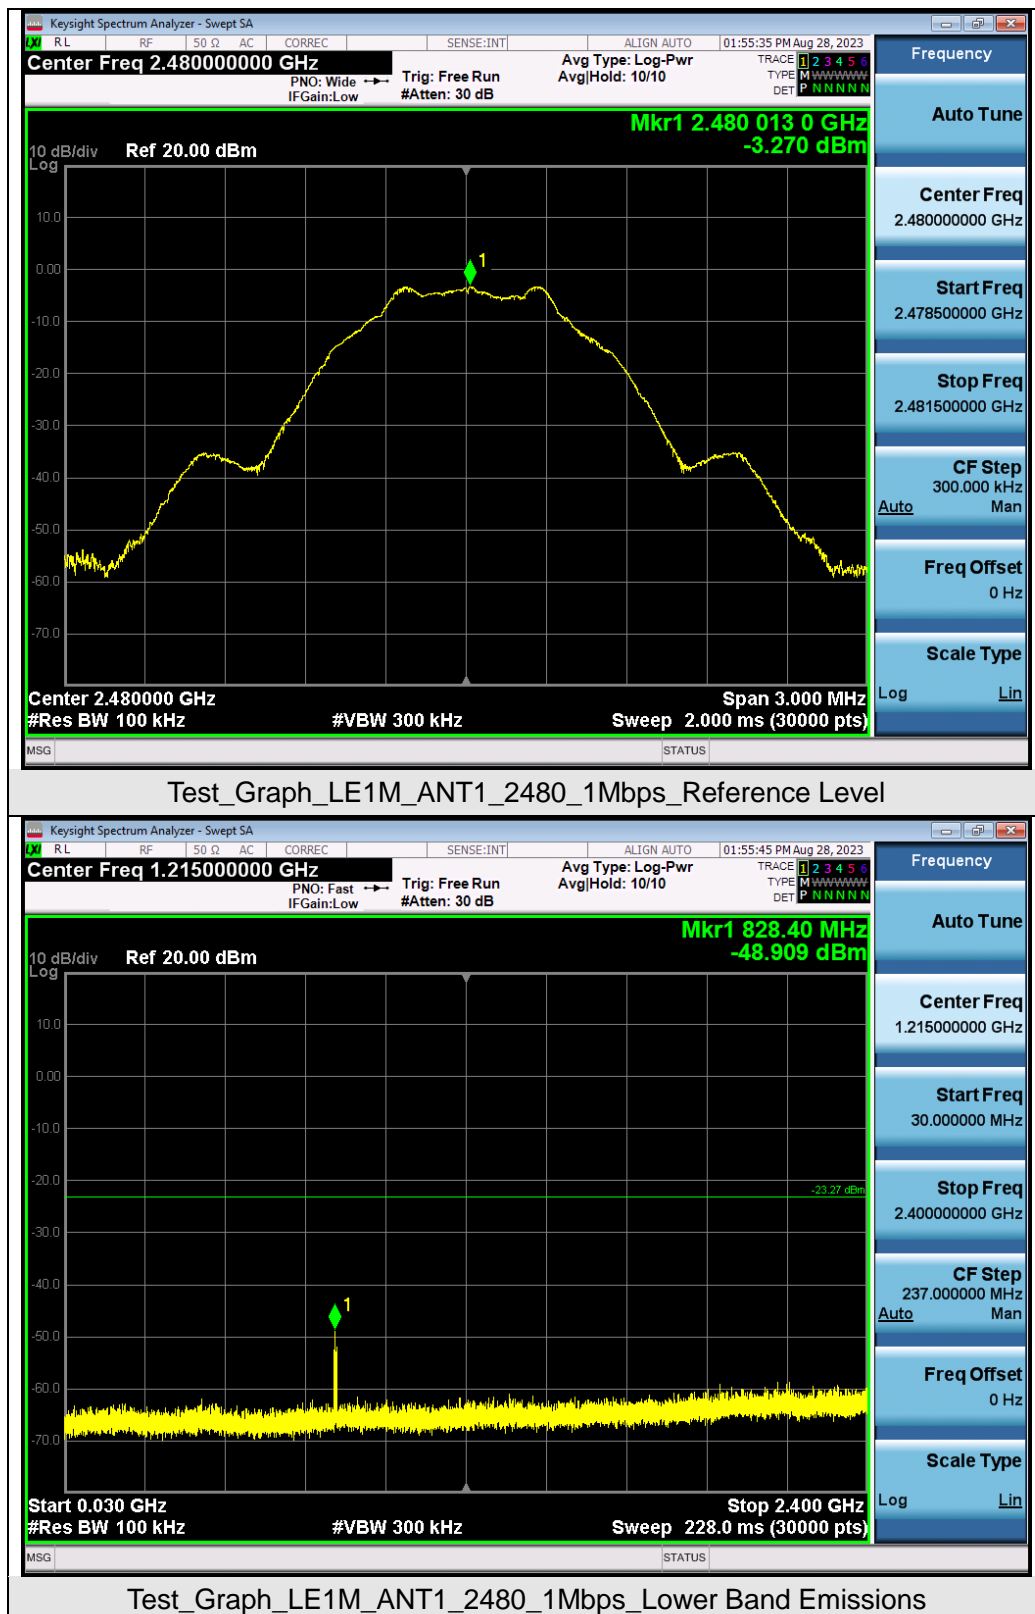 Keysight Spectrum Analyzer - Swept SA
LXI RL RF 50 Ω AC CORREC SENSE:INT ALIGN AUTO 01:55:35 PM Aug 28, 2023
Center Freq 2.480000000 GHz
PNO: Wide
IFGain:Low
Trig: Free Run
#Atten: 30 dB
Avg Type: Log-Pwr
Avg|Hold: 10/10
TRACE 1 2 3 4 5 6
TYPE M WWWWW
DET P N N N N N
Mkr1 2.480 013 0 GHz
-3.270 dBm
10 dB/div Ref 20.00 dBm
Log
10.0
0.00
-10.0
-20.0
-30.0
-40.0
-50.0
-60.0
-70.0
1
Center 2.480000 GHz Span 3.000 MHz
#Res BW 100 kHz #VBW 300 kHz Sweep 2.000 ms (30000 pts)
MSG STATUS
Frequency
Auto Tune
Center Freq
2.480000000 GHz
Start Freq
2.478500000 GHz
Stop Freq
2.481500000 GHz
CF Step
300.000 kHz
Auto Man
Freq Offset
0 Hz
Scale Type
Log Lin
Test_Graph_LE1M_ANT1_2480_1Mbps_Reference Level
Keysight Spectrum Analyzer - Swept SA
LXI RL RF 50 Ω AC CORREC SENSE:INT ALIGN AUTO 01:55:45 PM Aug 28, 2023
Center Freq 1.215000000 GHz
PNO: Fast
IFGain:Low
Trig: Free Run
#Atten: 30 dB
Avg Type: Log-Pwr
Avg|Hold: 10/10
TRACE 1 2 3 4 5 6
TYPE M WWWWW
DET P N N N N N
Mkr1 828.40 MHz
-48.909 dBm
10 dB/div Ref 20.00 dBm
Log
10.0
0.00
-10.0
-20.0
-30.0
-40.0
-50.0
-60.0
-70.0
-23.27 dBm
1
Start 0.030 GHz Stop 2.400 GHz
#Res BW 100 kHz #VBW 300 kHz Sweep 228.0 ms (30000 pts)
MSG STATUS
Frequency
Auto Tune
Center Freq
1.215000000 GHz
Start Freq
30.000000 MHz
Stop Freq
2.400000000 GHz
CF Step
237.000000 MHz
Auto Man
Freq Offset
0 Hz
Scale Type
Log Lin
Test_Graph_LE1M_ANT1_2480_1Mbps_Lower Band Emissions